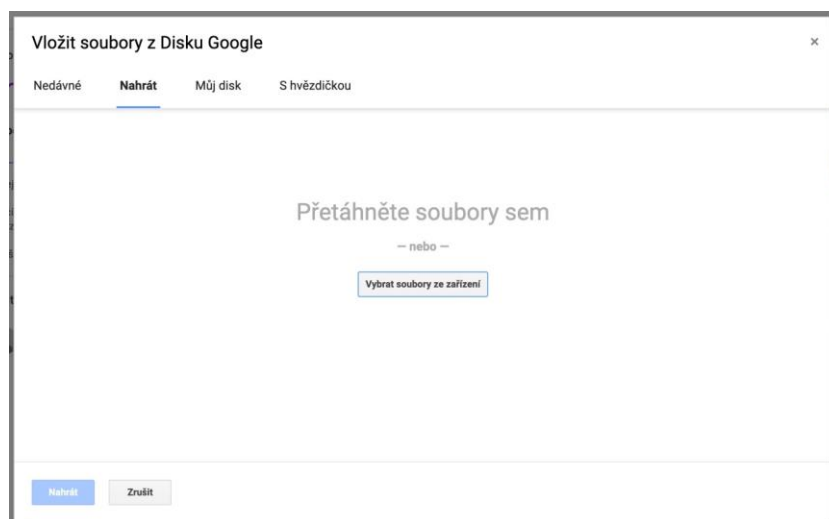 Vložit soubory z Disku Google
×
Nedávné Nahrát Můj disk S hvězdičkou
Přetáhněte soubory sem
— nebo —
Vybrat soubory ze zařízení
Nahrát Zrušit